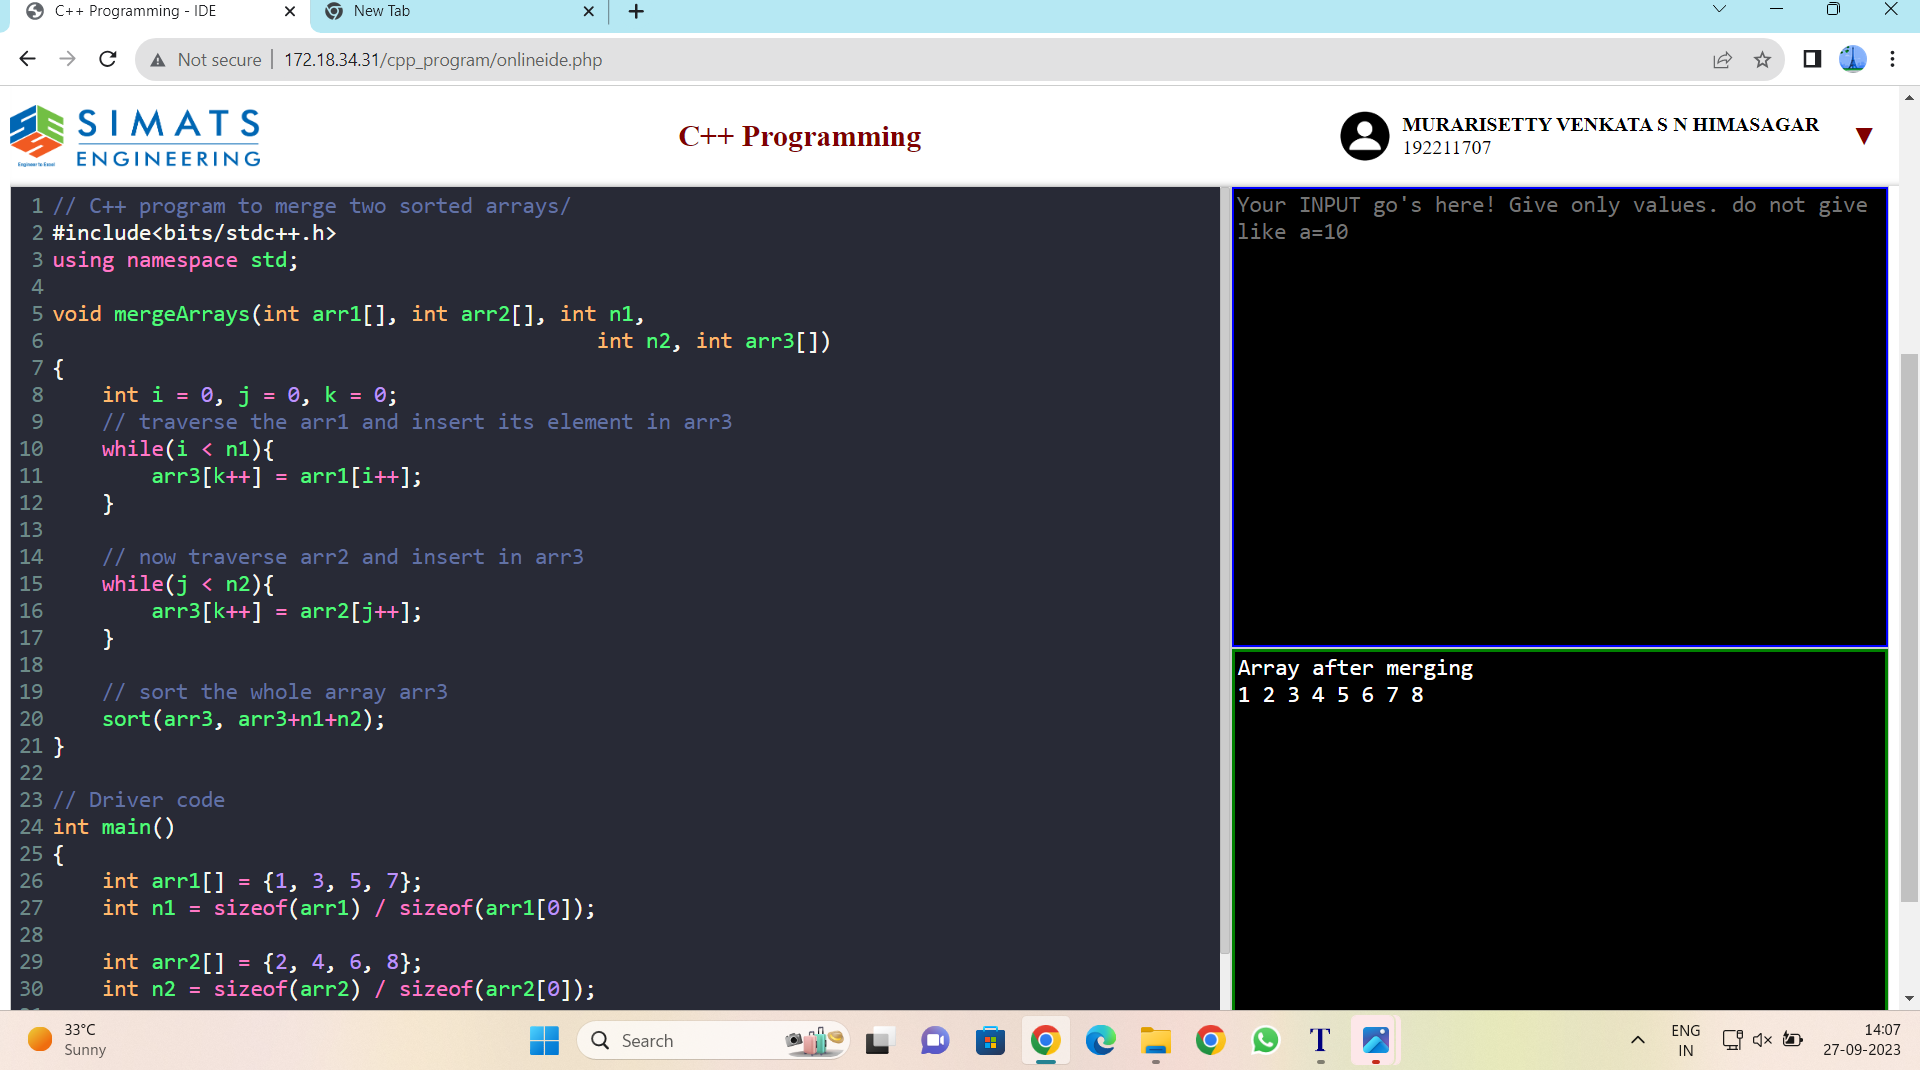 C++ Programming - IDE
New Tab
Not secure
172.18.34.31/cpp_program/onlineide.php
SIMATS
ENGINEERING
Engineer to Excel
C++ Programming
MURARISETTY VENKATA S N HIMASAGAR
192211707
1 // C++ program to merge two sorted arrays/
2 #include<bits/stdc++.h>
3 using namespace std;
4
5 void mergeArrays(int arr1[], int arr2[], int n1,
6 int n2, int arr3[])
7 {
8 int i = 0, j = 0, k = 0;
9 // traverse the arr1 and insert its element in arr3
10 while(i < n1){
11 arr3[k++] = arr1[i++];
12 }
13
14 // now traverse arr2 and insert in arr3
15 while(j < n2){
16 arr3[k++] = arr2[j++];
17 }
18
19 // sort the whole array arr3
20 sort(arr3, arr3+n1+n2);
21 }
22
23 // Driver code
24 int main()
25 {
26 int arr1[] = {1, 3, 5, 7};
27 int n1 = sizeof(arr1) / sizeof(arr1[0]);
28
29 int arr2[] = {2, 4, 6, 8};
30 int n2 = sizeof(arr2) / sizeof(arr2[0]);
Your INPUT go's here! Give only values. do not give
like a=10
Array after merging
1 2 3 4 5 6 7 8
33°C
Sunny
Search
T
ENG
IN
14:07
27-09-2023